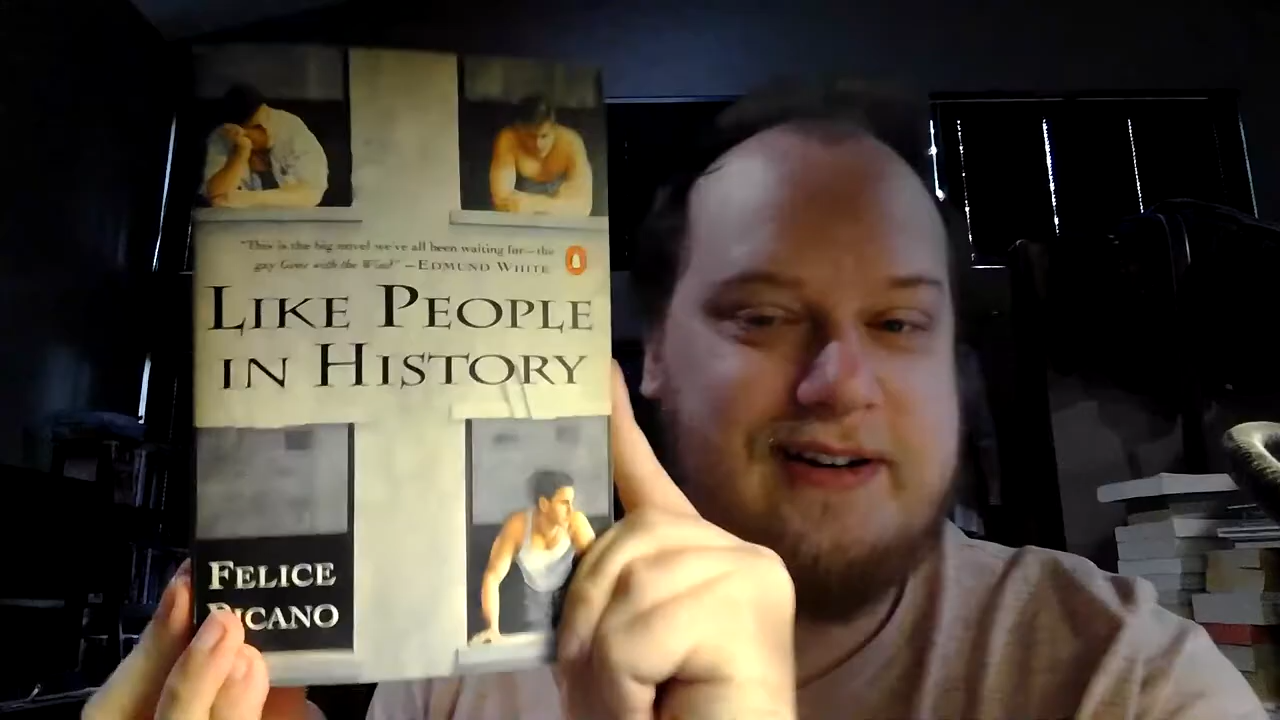 "This is the big novel we've all been waiting for—the
gay Gone with the Wind" —EDMUND WHITE
LIKE PEOPLE
IN HISTORY
FELICE
PICANO